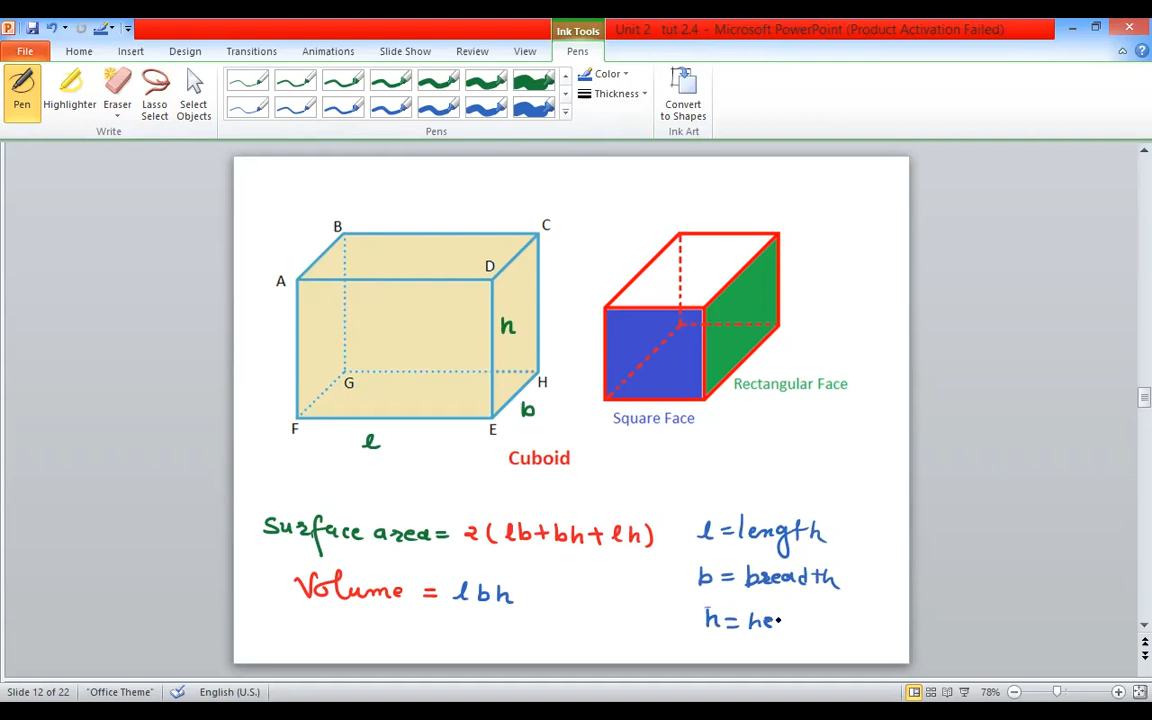 Ink Tools
Unit 2 tut 2.4 - Microsoft PowerPoint (Product Activation Failed)
File Home Insert Design Transitions Animations Slide Show Review View Pens
Pen Highlighter Eraser Lasso Select Select Objects
Color
Thickness
Convert to Shapes
Write Pens Ink Art
B C
A D
h
G H
b
F E
l
Rectangular Face
Square Face
Cuboid
Surface area = 2(lb+bh+lh)
l = length
Volume = lbh
b = breadth
h = he
Slide 12 of 22 "Office Theme" English (U.S.) 78%